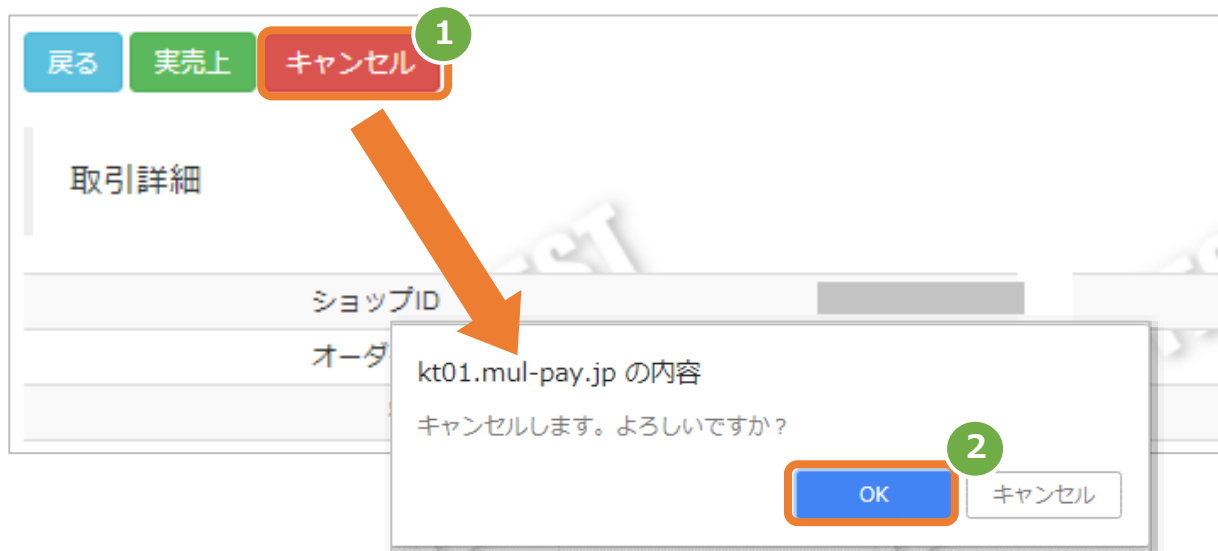 戻る
実売上
キャンセル
1
取引詳細
TEST
ショップID
オーダ
kt01.mul-pay.jp の内容
キャンセルします。よろしいですか？
2
OK
キャンセル